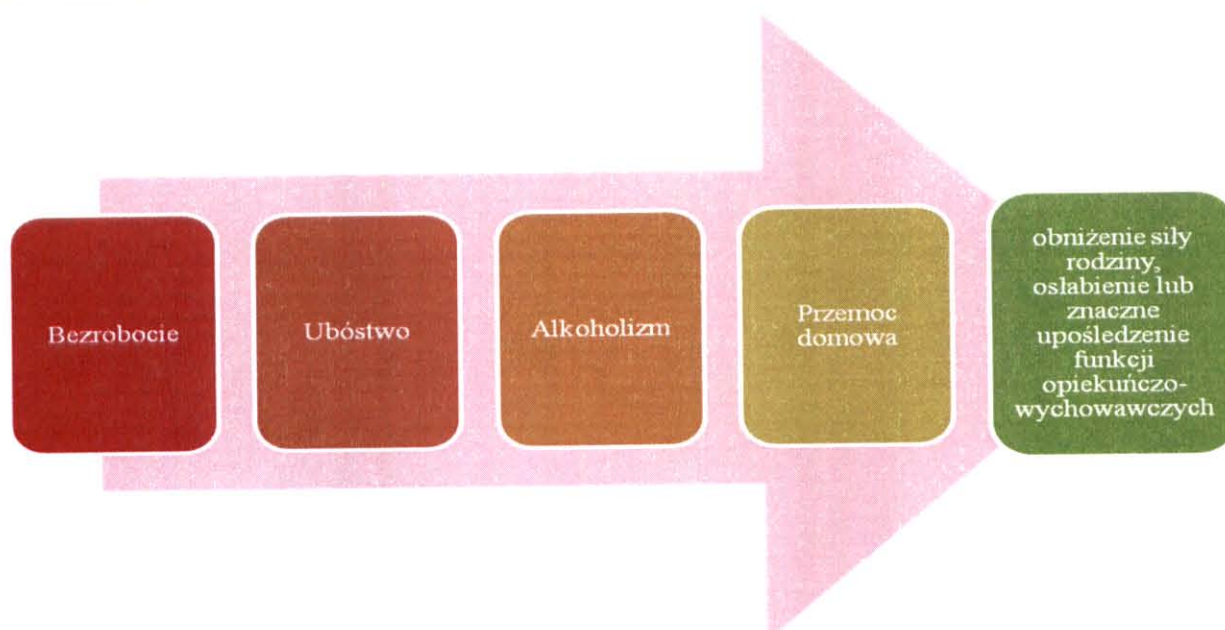 Bezrobocie
Ubóstwo
Alkoholizm
Przemoc
domowa
obniżenie siły
rodziny,
osłabienie lub
znaczne
upośledzenie
funkcji
opiekuńczo-
wychowawczych